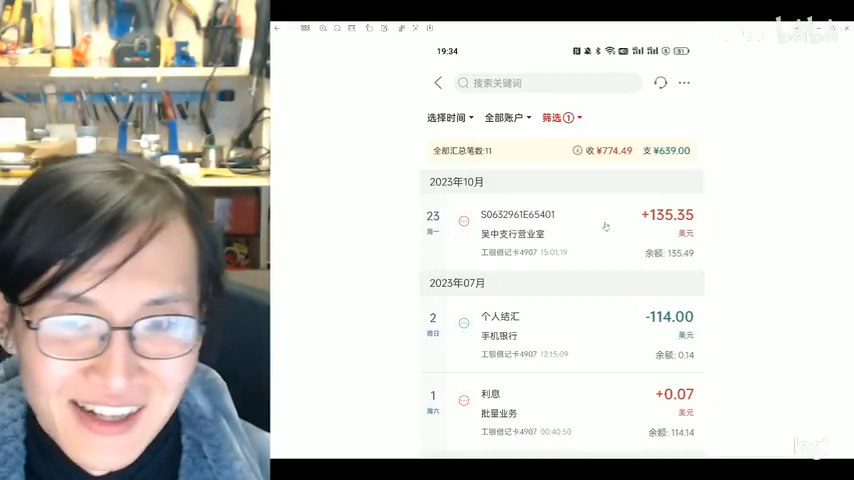 bilibili
19:34
51
搜索关键词
选择时间 全部账户 筛选①
全部汇总笔数:11 收 ¥774.49 支 ¥639.00
2023年10月
23 S0632961E65401 +135.35
周一 吴中支行营业室 美元
工银借记卡4907 15:01:19 余额: 135.49
2023年07月
2 个人结汇 -114.00
周日 手机银行 美元
工银借记卡4907 12:15:09 余额: 0.14
1 利息 +0.07
周六 批量业务 美元
工银借记卡4907 00:40:50 余额: 114.14
logi